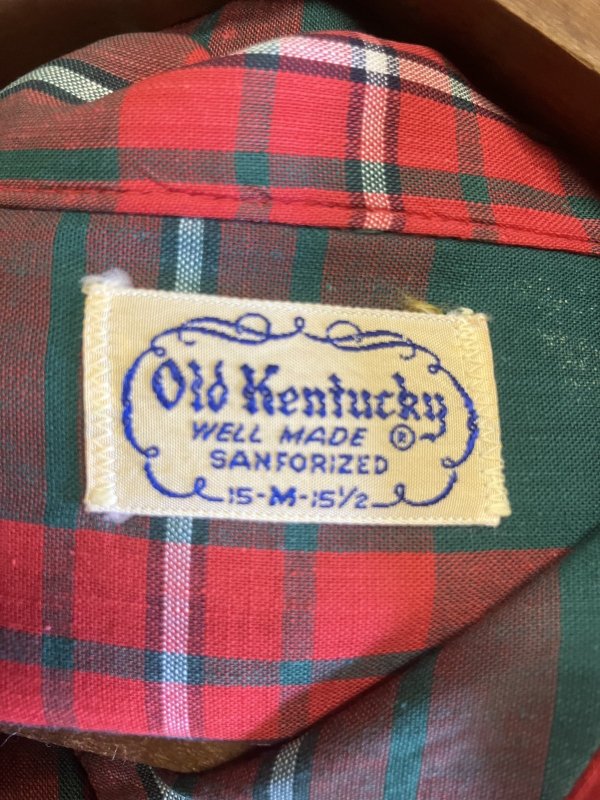 Old Kentucky
WELL MADE ®
SANFORIZED
15-M-15½